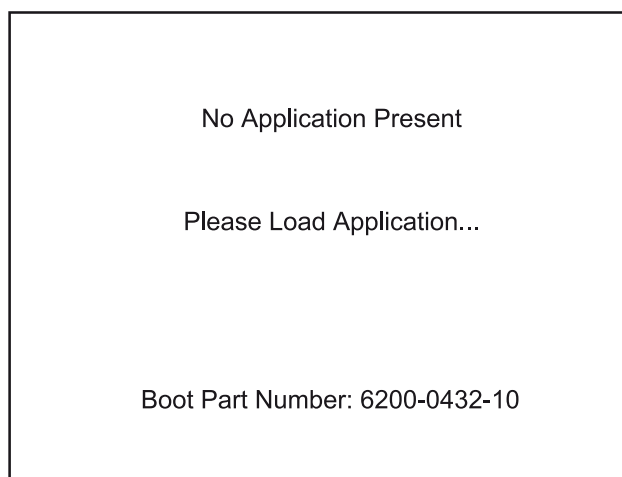 No Application Present
Please Load Application...
Boot Part Number: 6200-0432-10